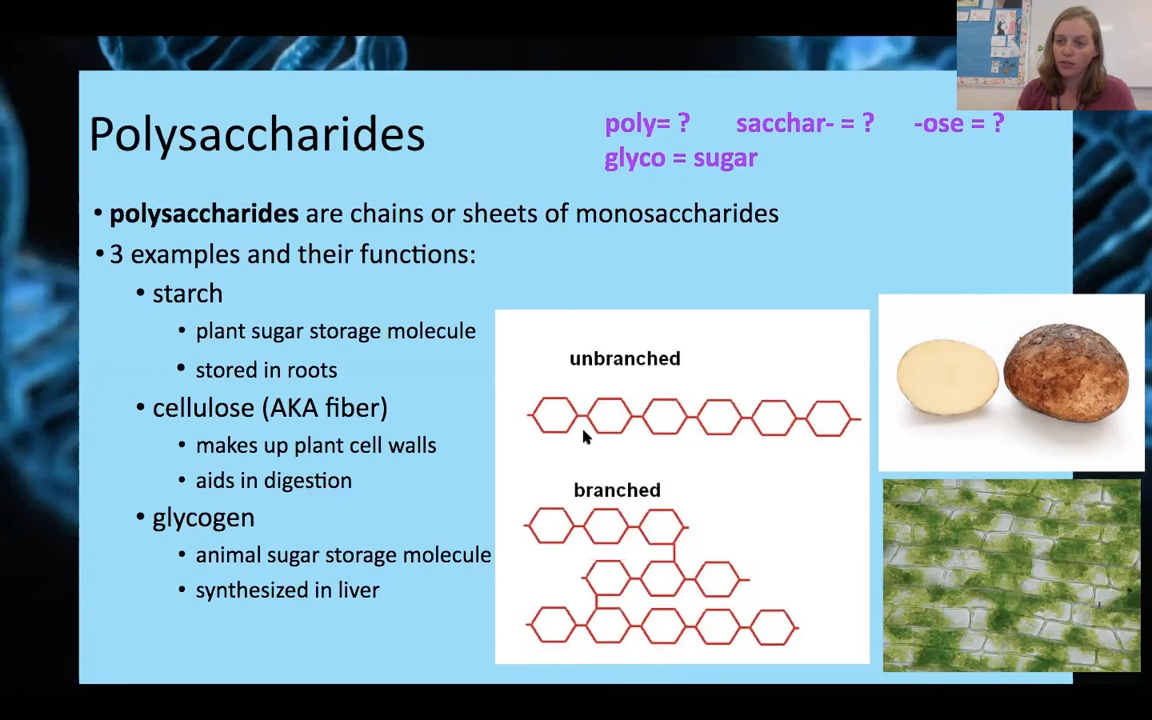 Polysaccharides
poly= ? sacchar- = ? -ose = ?
glyco = sugar
• polysaccharides are chains or sheets of monosaccharides
• 3 examples and their functions:
• starch
• plant sugar storage molecule
• stored in roots
• cellulose (AKA fiber)
• makes up plant cell walls
• aids in digestion
• glycogen
• animal sugar storage molecule
• synthesized in liver
unbranched
branched